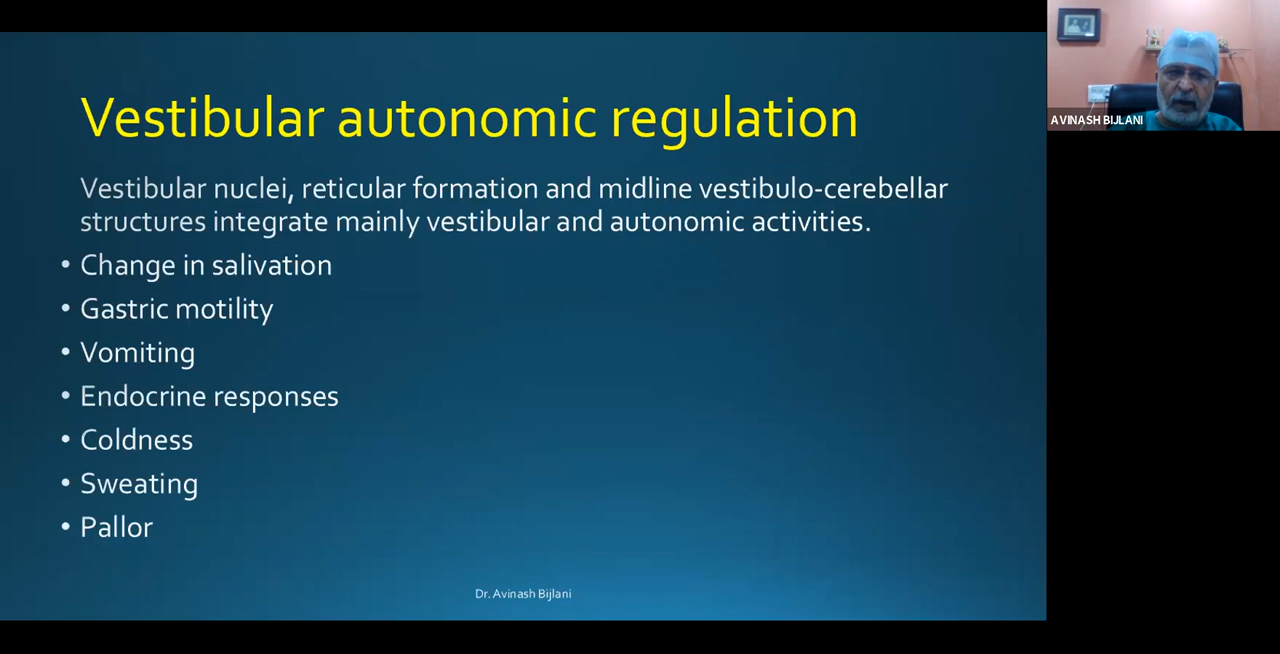 Vestibular autonomic regulation
Vestibular nuclei, reticular formation and midline vestibulo-cerebellar
structures integrate mainly vestibular and autonomic activities.
• Change in salivation
• Gastric motility
• Vomiting
• Endocrine responses
• Coldness
• Sweating
• Pallor
Dr. Avinash Bijlani
AVINASH BIJLANI